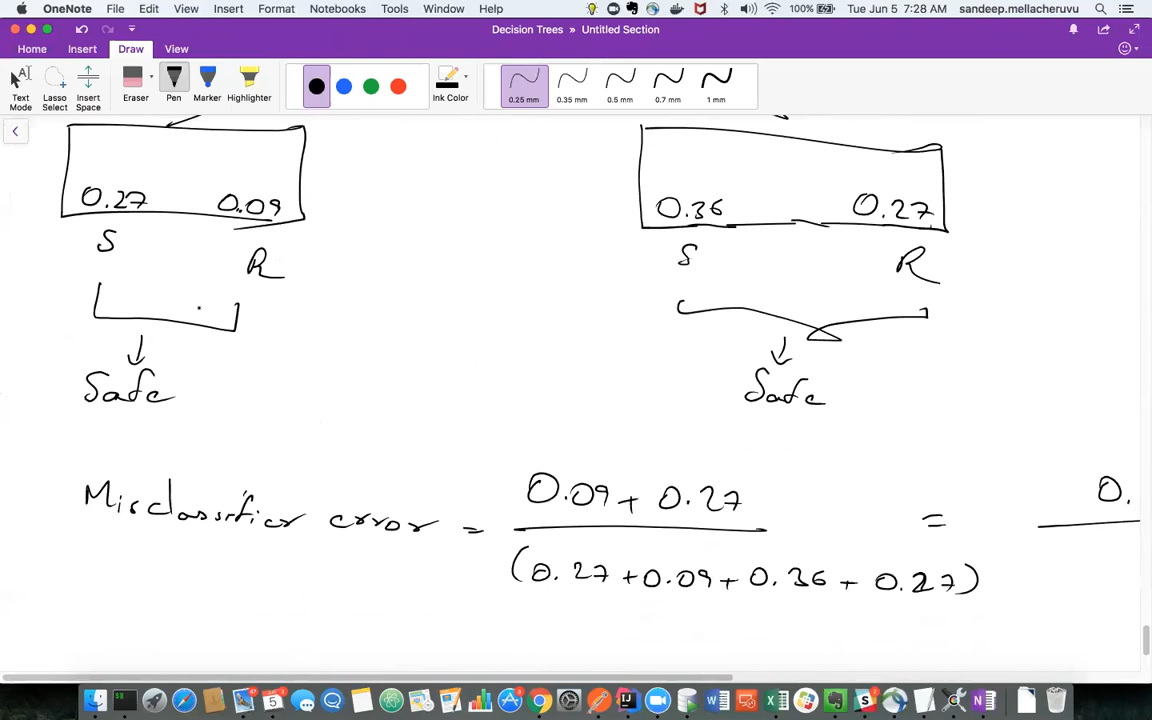 OneNote File Edit View Insert Format Notebooks Tools Window Help 100% Tue Jun 5 7:28 AM sandeep.mellacheruvu
Decision Trees » Untitled Section
Home Insert Draw View
Text Mode Lasso Select Insert Space Eraser Pen Marker Highlighter Ink Color 0.25 mm 0.35 mm 0.5 mm 0.7 mm 1 mm
0.27 0.09 0.36 0.27
S R S R
Safe Safe
Misclassifier error = 0.09 + 0.27 = 0.
(0.27 + 0.09 + 0.36 + 0.27)